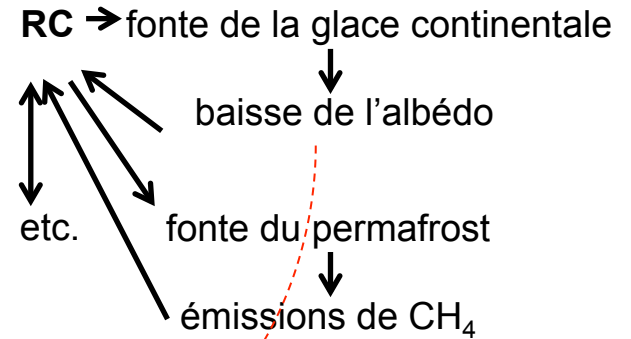 RC → fonte de la glace continentale
baisse de l'albédo
etc. fonte du permafrost
émissions de CH₄